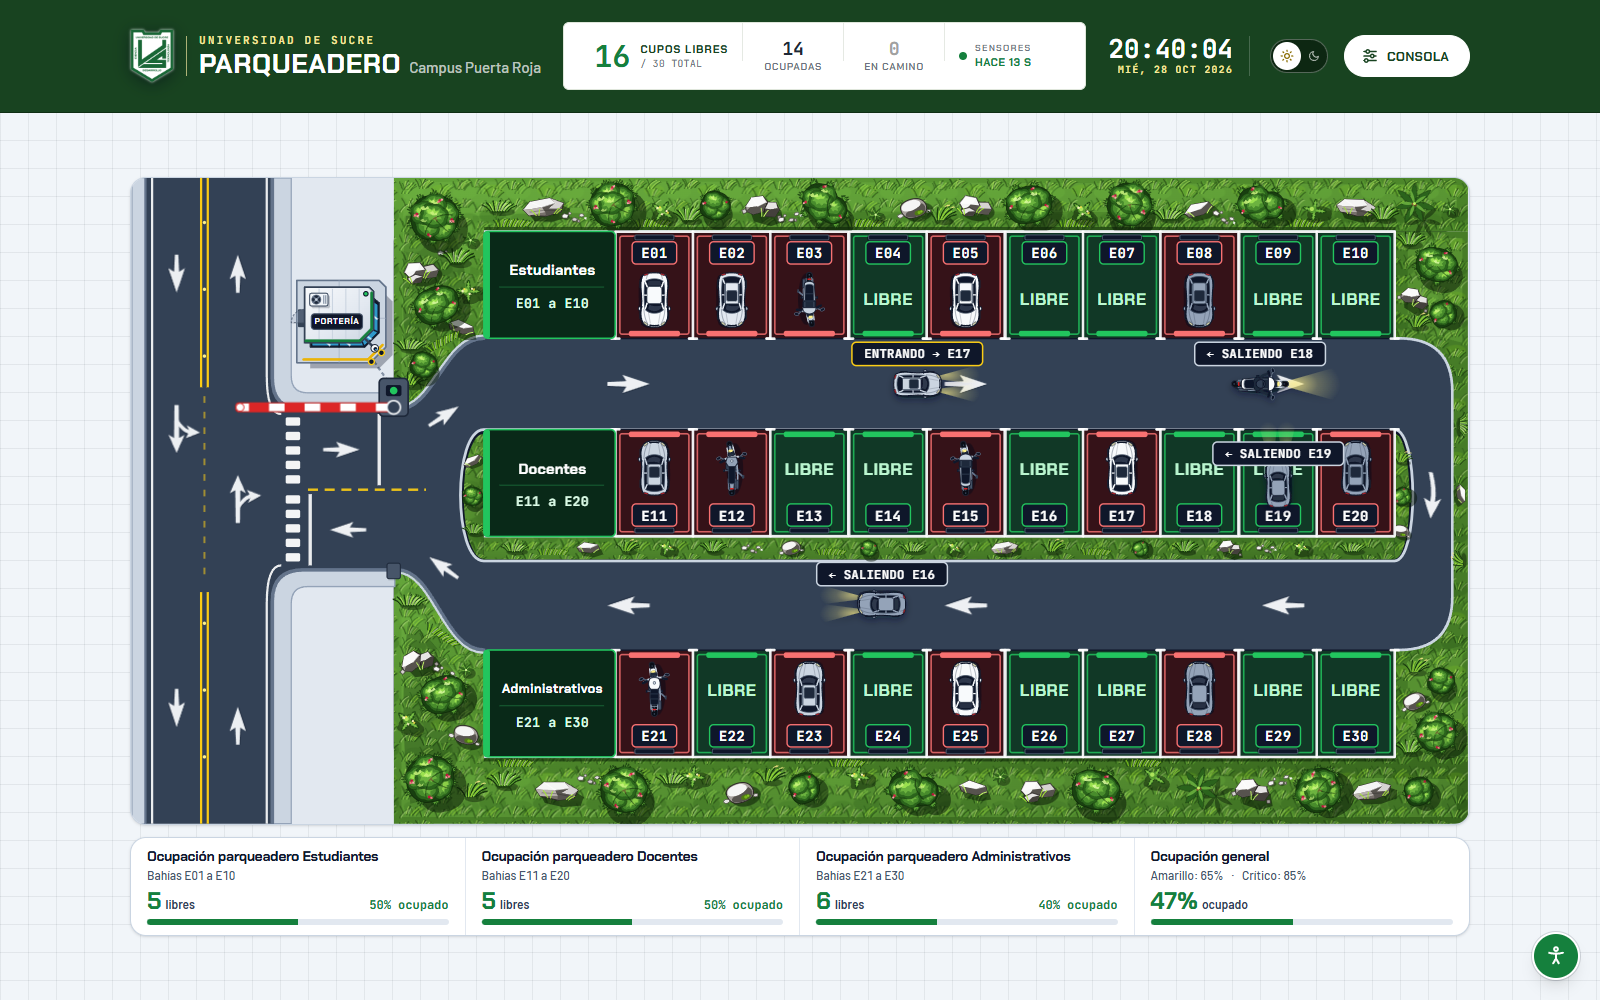 UNIVERSIDAD DE SUCRE
PARQUEADERO Campus Puerta Roja
16 CUPOS LIBRES
/ 30 TOTAL
14
OCUPADAS
0
EN CAMINO
SENSORES
HACE 13 S
20:40:04
MIÉ, 28 OCT 2026
CONSOLA
PORTERÍA
Estudiantes
E01 a E10
E01 E02 E03 E04 E05 E06 E07 E08 E09 E10
LIBRE LIBRE LIBRE LIBRE LIBRE
ENTRANDO → E17
← SALIENDO E18
Docentes
E11 a E20
← SALIENDO E19
LIBRE LIBRE LIBRE LIBRE
E11 E12 E13 E14 E15 E16 E17 E18 E19 E20
← SALIENDO E16
Administrativos
E21 a E30
LIBRE LIBRE LIBRE LIBRE LIBRE LIBRE
E21 E22 E23 E24 E25 E26 E27 E28 E29 E30
Ocupación parqueadero Estudiantes
Bahías E01 a E10
5 libres
50% ocupado
Ocupación parqueadero Docentes
Bahías E11 a E20
5 libres
50% ocupado
Ocupación parqueadero Administrativos
Bahías E21 a E30
6 libres
40% ocupado
Ocupación general
Amarillo: 65% · Crítico: 85%
47% ocupado